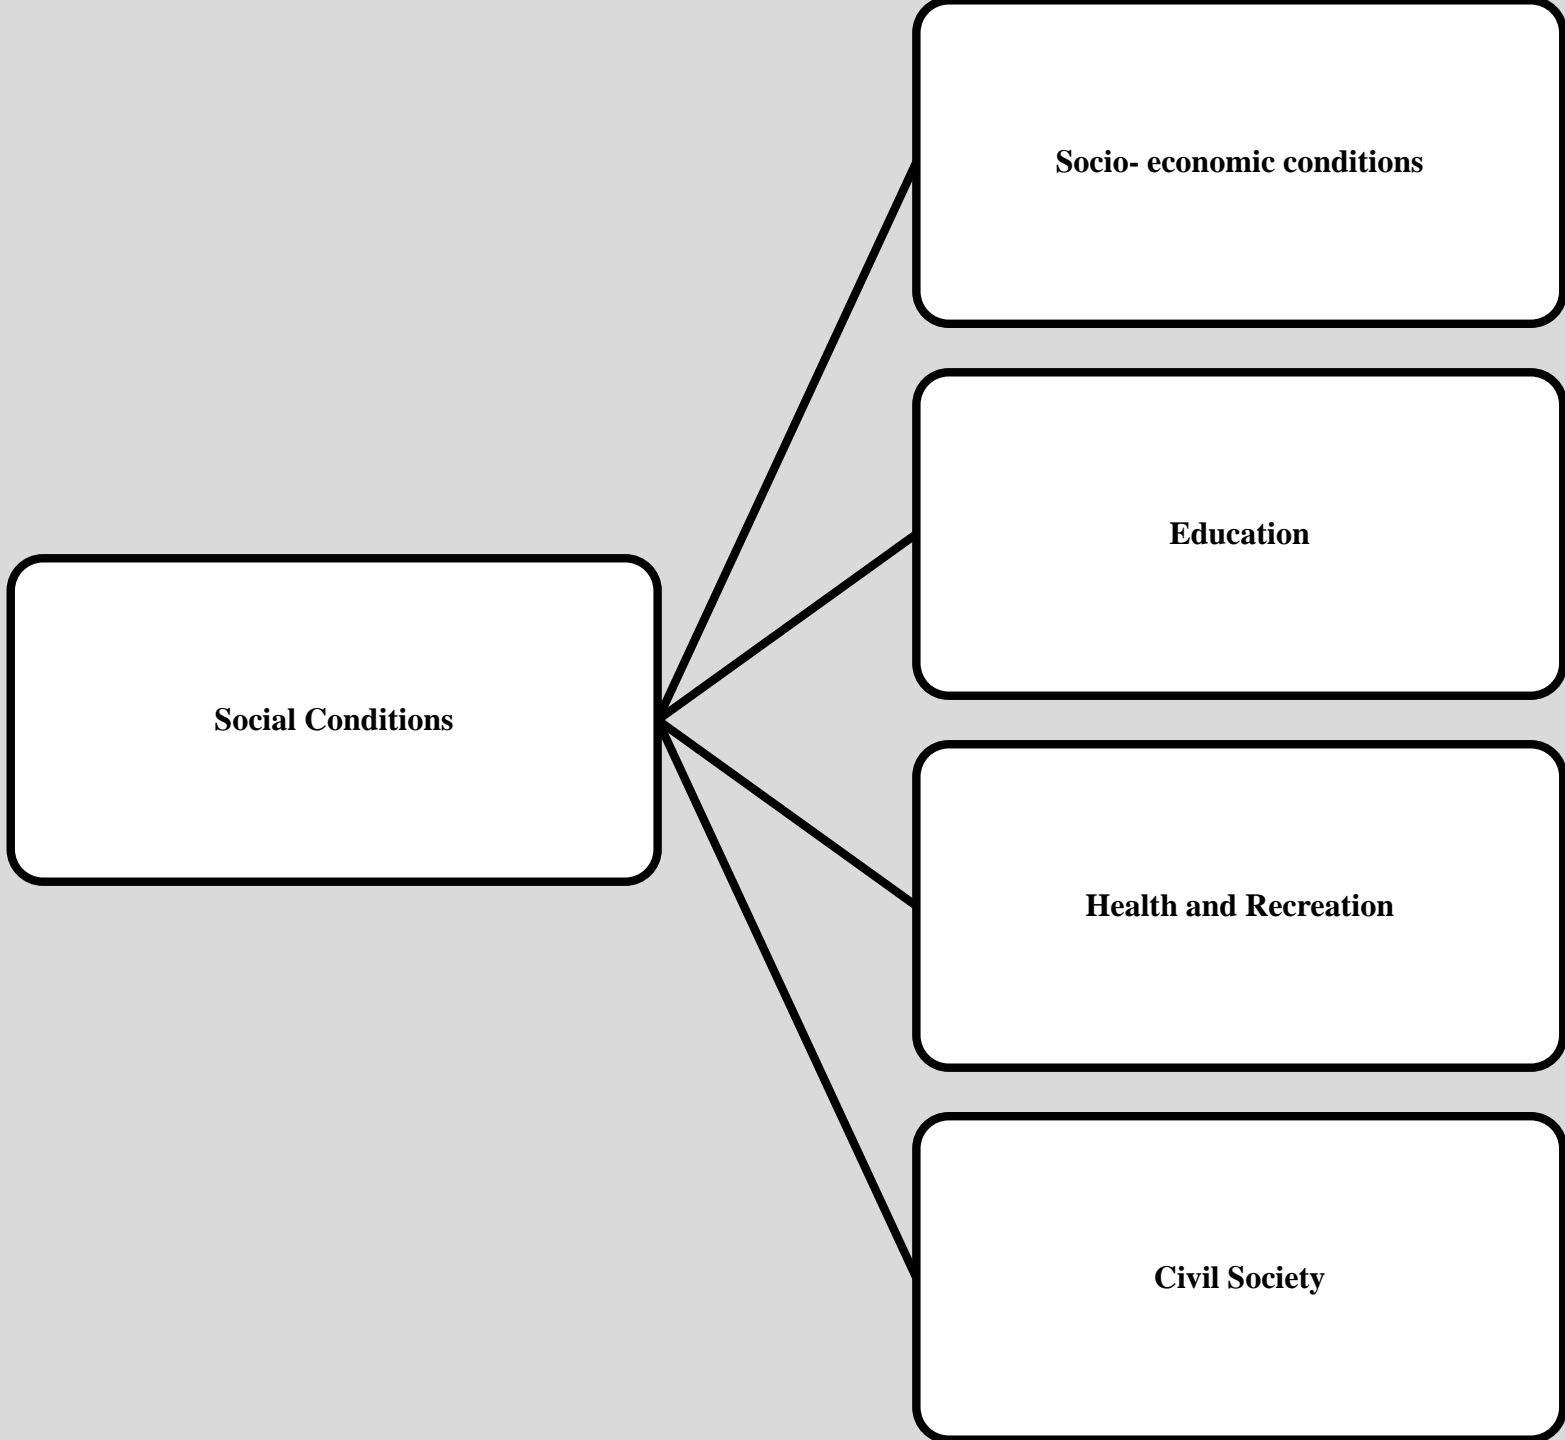 Socio- economic conditions
Education
Social Conditions
Health and Recreation
Civil Society